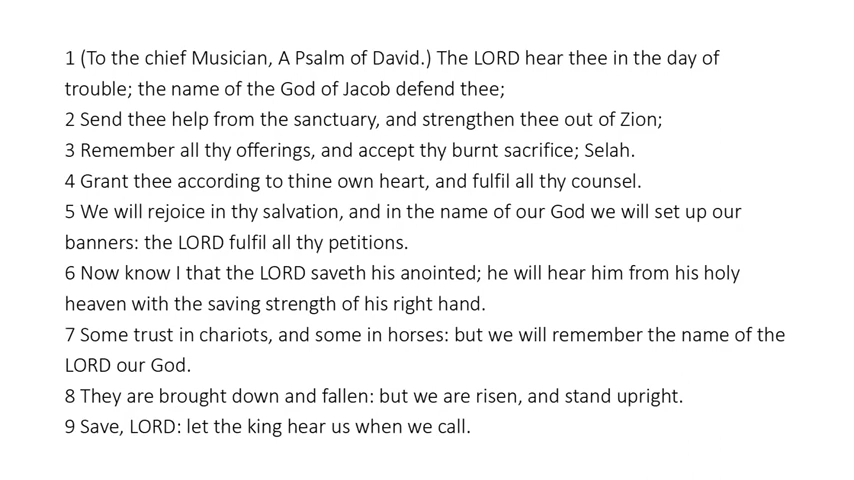 1 (To the chief Musician, A Psalm of David.) The LORD hear thee in the day of
trouble; the name of the God of Jacob defend thee;
2 Send thee help from the sanctuary, and strengthen thee out of Zion;
3 Remember all thy offerings, and accept thy burnt sacrifice; Selah.
4 Grant thee according to thine own heart, and fulfil all thy counsel.
5 We will rejoice in thy salvation, and in the name of our God we will set up our
banners: the LORD fulfil all thy petitions.
6 Now know I that the LORD saveth his anointed; he will hear him from his holy
heaven with the saving strength of his right hand.
7 Some trust in chariots, and some in horses: but we will remember the name of the
LORD our God.
8 They are brought down and fallen: but we are risen, and stand upright.
9 Save, LORD: let the king hear us when we call.